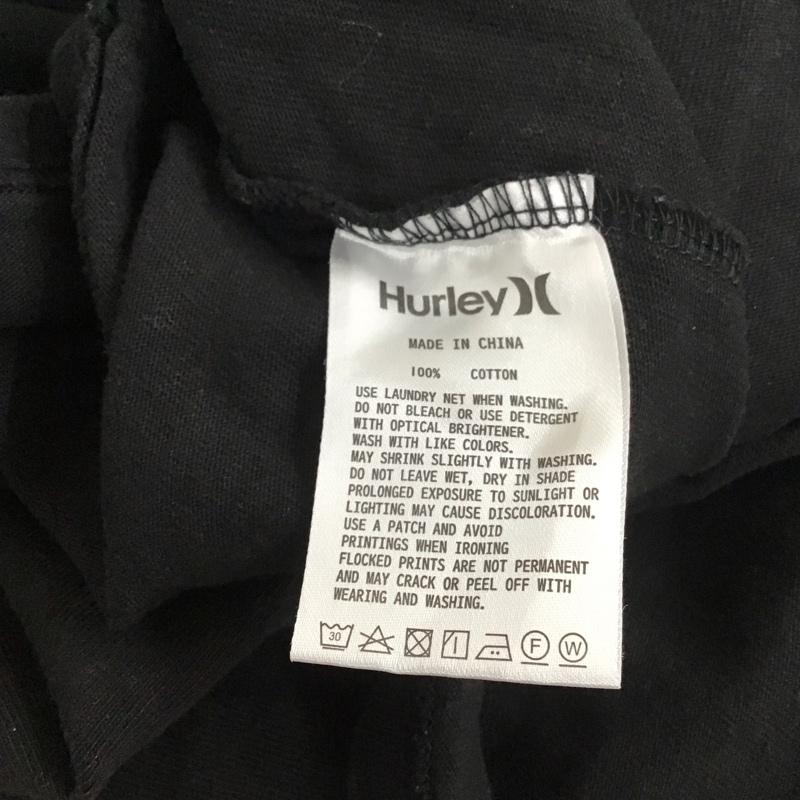 Hurley
MADE IN CHINA
100% COTTON
USE LAUNDRY NET WHEN WASHING.
DO NOT BLEACH OR USE DETERGENT
WITH OPTICAL BRIGHTENER.
WASH WITH LIKE COLORS.
MAY SHRINK SLIGHTLY WITH WASHING.
DO NOT LEAVE WET, DRY IN SHADE
PROLONGED EXPOSURE TO SUNLIGHT OR
LIGHTING MAY CAUSE DISCOLORATION.
USE A PATCH AND AVOID
PRINTINGS WHEN IRONING
FLOCKED PRINTS ARE NOT PERMANENT
AND MAY CRACK OR PEEL OFF WITH
WEARING AND WASHING.
30 F W